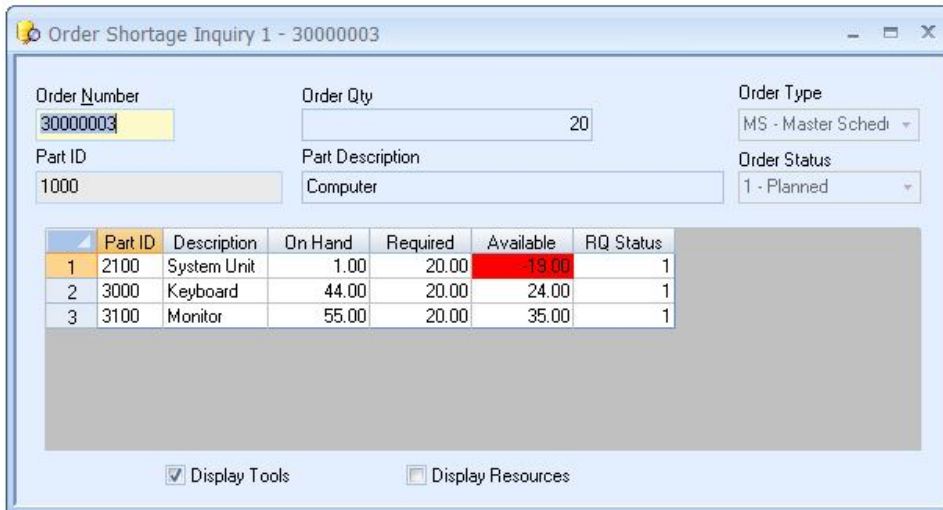 Order Shortage Inquiry 1 - 30000003
Order Number Order Qty Order Type
30000003 20 MS - Master Schedu
Part ID Part Description Order Status
1000 Computer 1 - Planned
Part ID Description On Hand Required Available RQ Status
1 2100 System Unit 1.00 20.00 -19.00 1
2 3000 Keyboard 44.00 20.00 24.00 1
3 3100 Monitor 55.00 20.00 35.00 1
Display Tools Display Resources